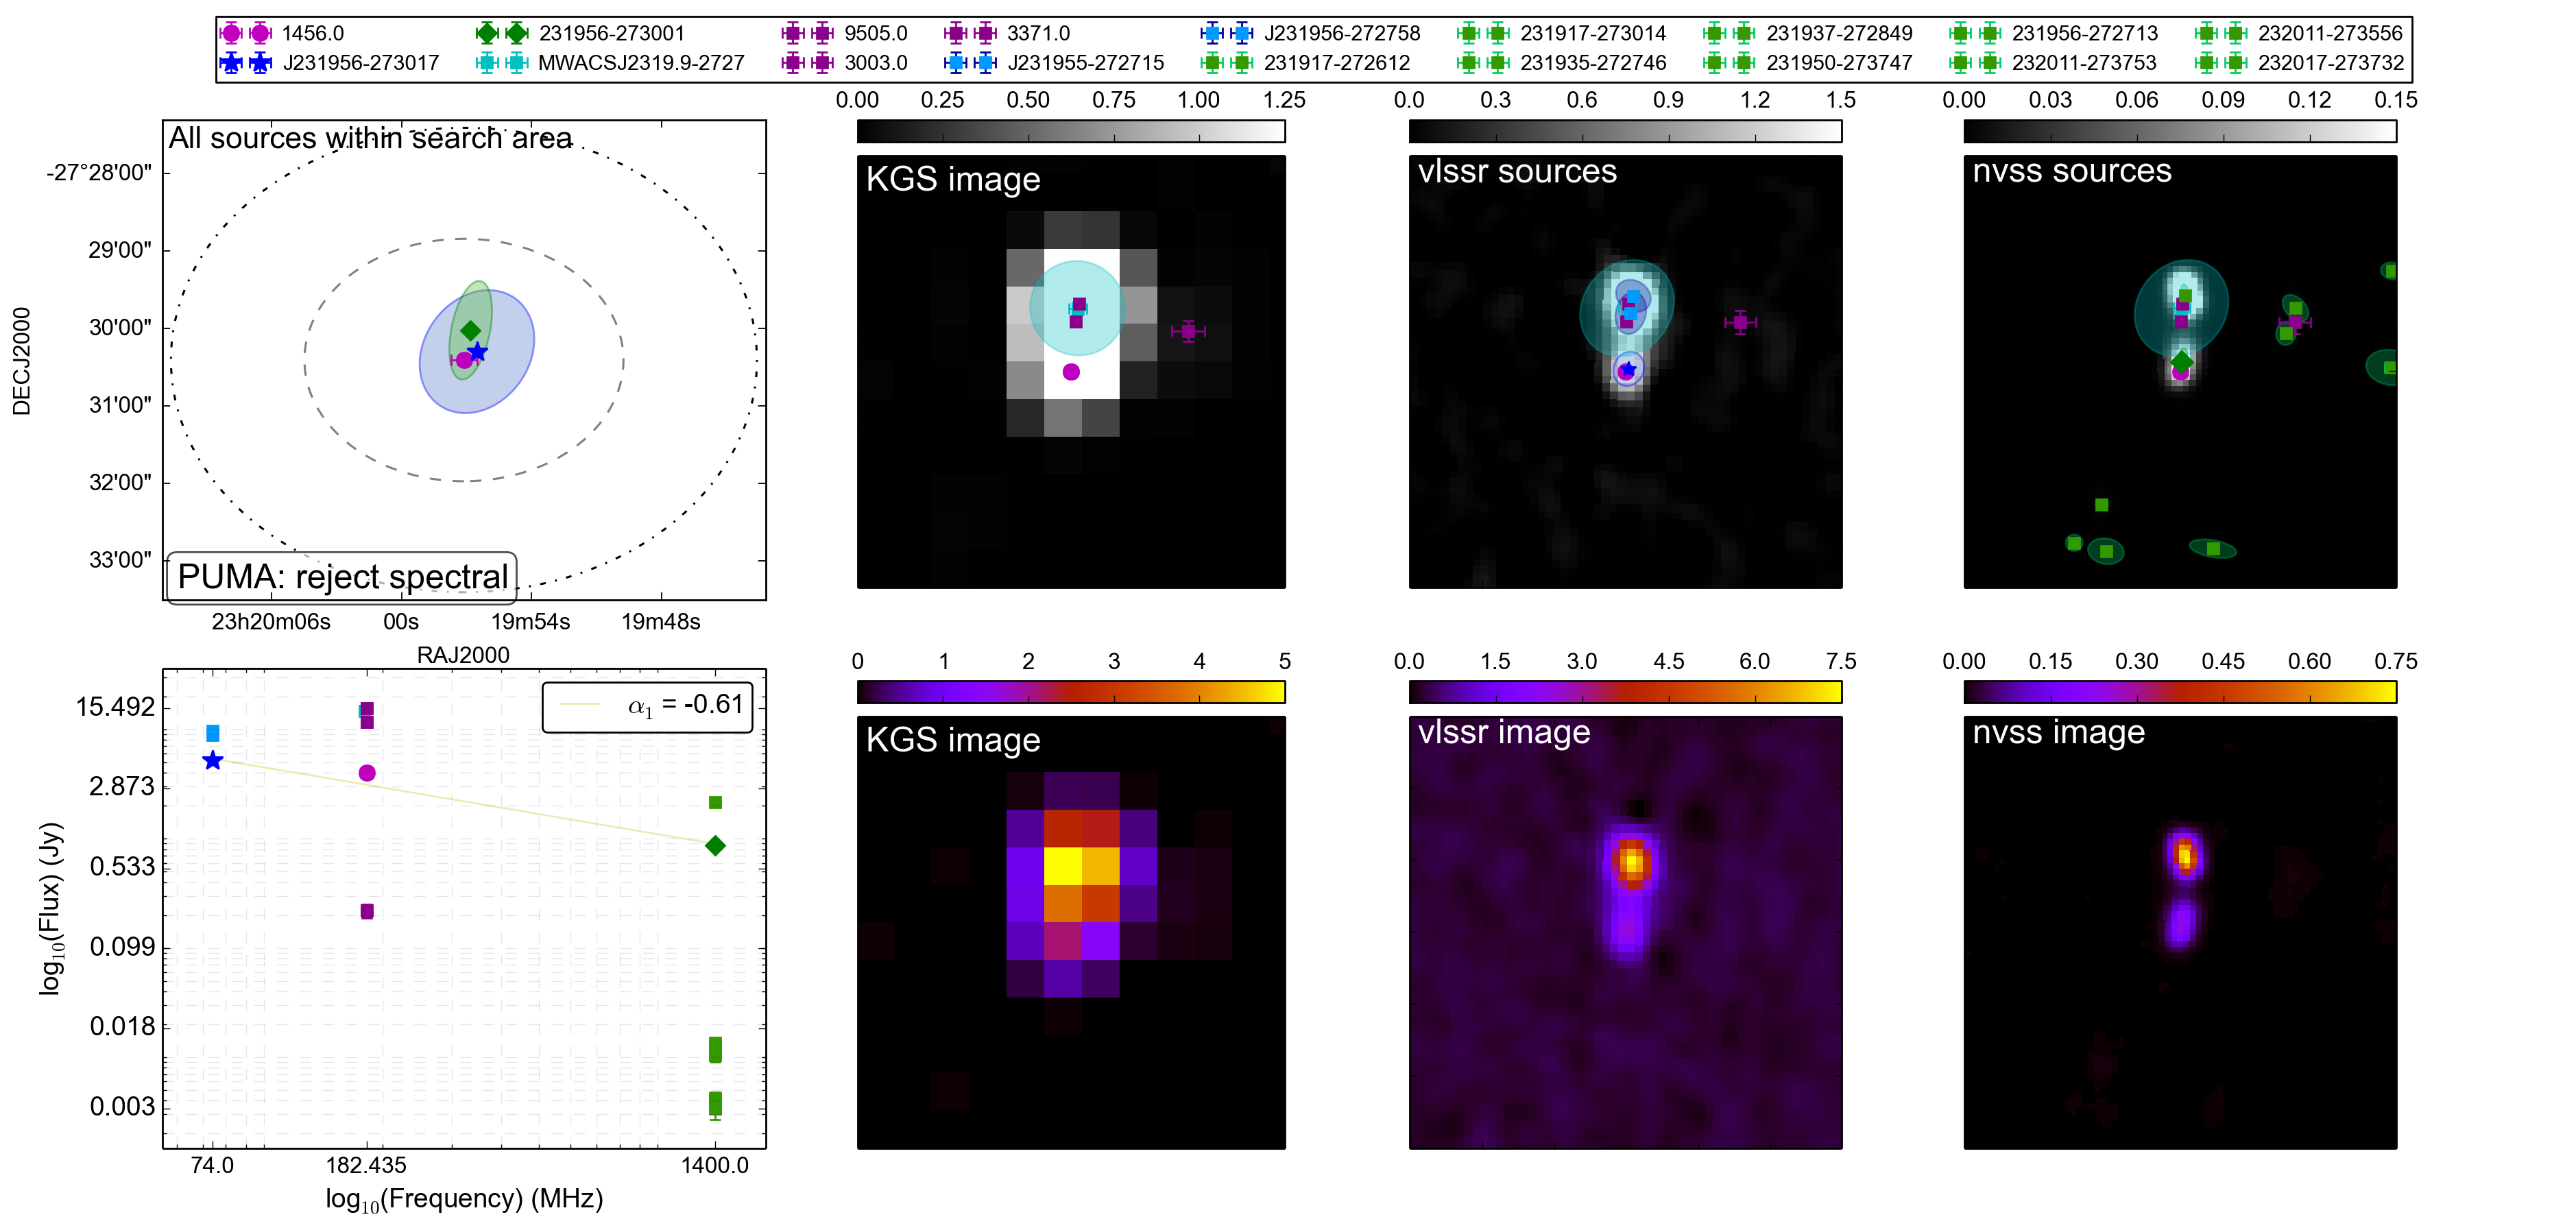 1456.0 231956-273001 9505.0 3371.0 J231956-272758 231917-273014 231937-272849 231956-272713 232011-273556
J231956-273017 MWACSJ2319.9-2727 3003.0 J231955-272715 231917-272612 231935-272746 231950-273747 232011-273753 232017-273732
All sources within search area
-27°28'00"
29'00"
30'00"
31'00"
32'00"
33'00"
DECJ2000
PUMA: reject spectral
23h20m06s 00s 19m54s 19m48s
RAJ2000
0.00 0.25 0.50 0.75 1.00 1.25
KGS image
0.0 0.3 0.6 0.9 1.2 1.5
vlssr sources
0.00 0.03 0.06 0.09 0.12 0.15
nvss sources
α1 = -0.61
15.492
2.873
0.533
0.099
0.018
0.003
log10(Flux) (Jy)
74.0 182.435 1400.0
log10(Frequency) (MHz)
0 1 2 3 4 5
KGS image
0.0 1.5 3.0 4.5 6.0 7.5
vlssr image
0.00 0.15 0.30 0.45 0.60 0.75
nvss image